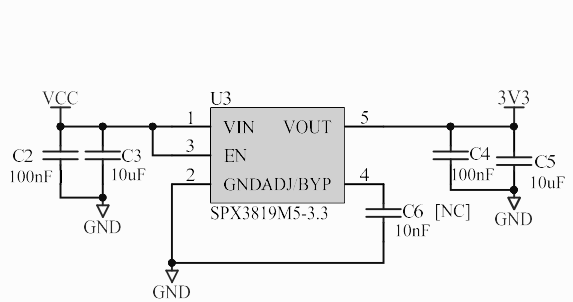 U3
VCC
3V3
1
VIN
VOUT
5
3
EN
C2
100nF
C3
10uF
C4
100nF
C5
10uF
2
GNDADJ/BYP
4
SPX3819M5-3.3
C6
[NC]
10nF
GND
GND
GND